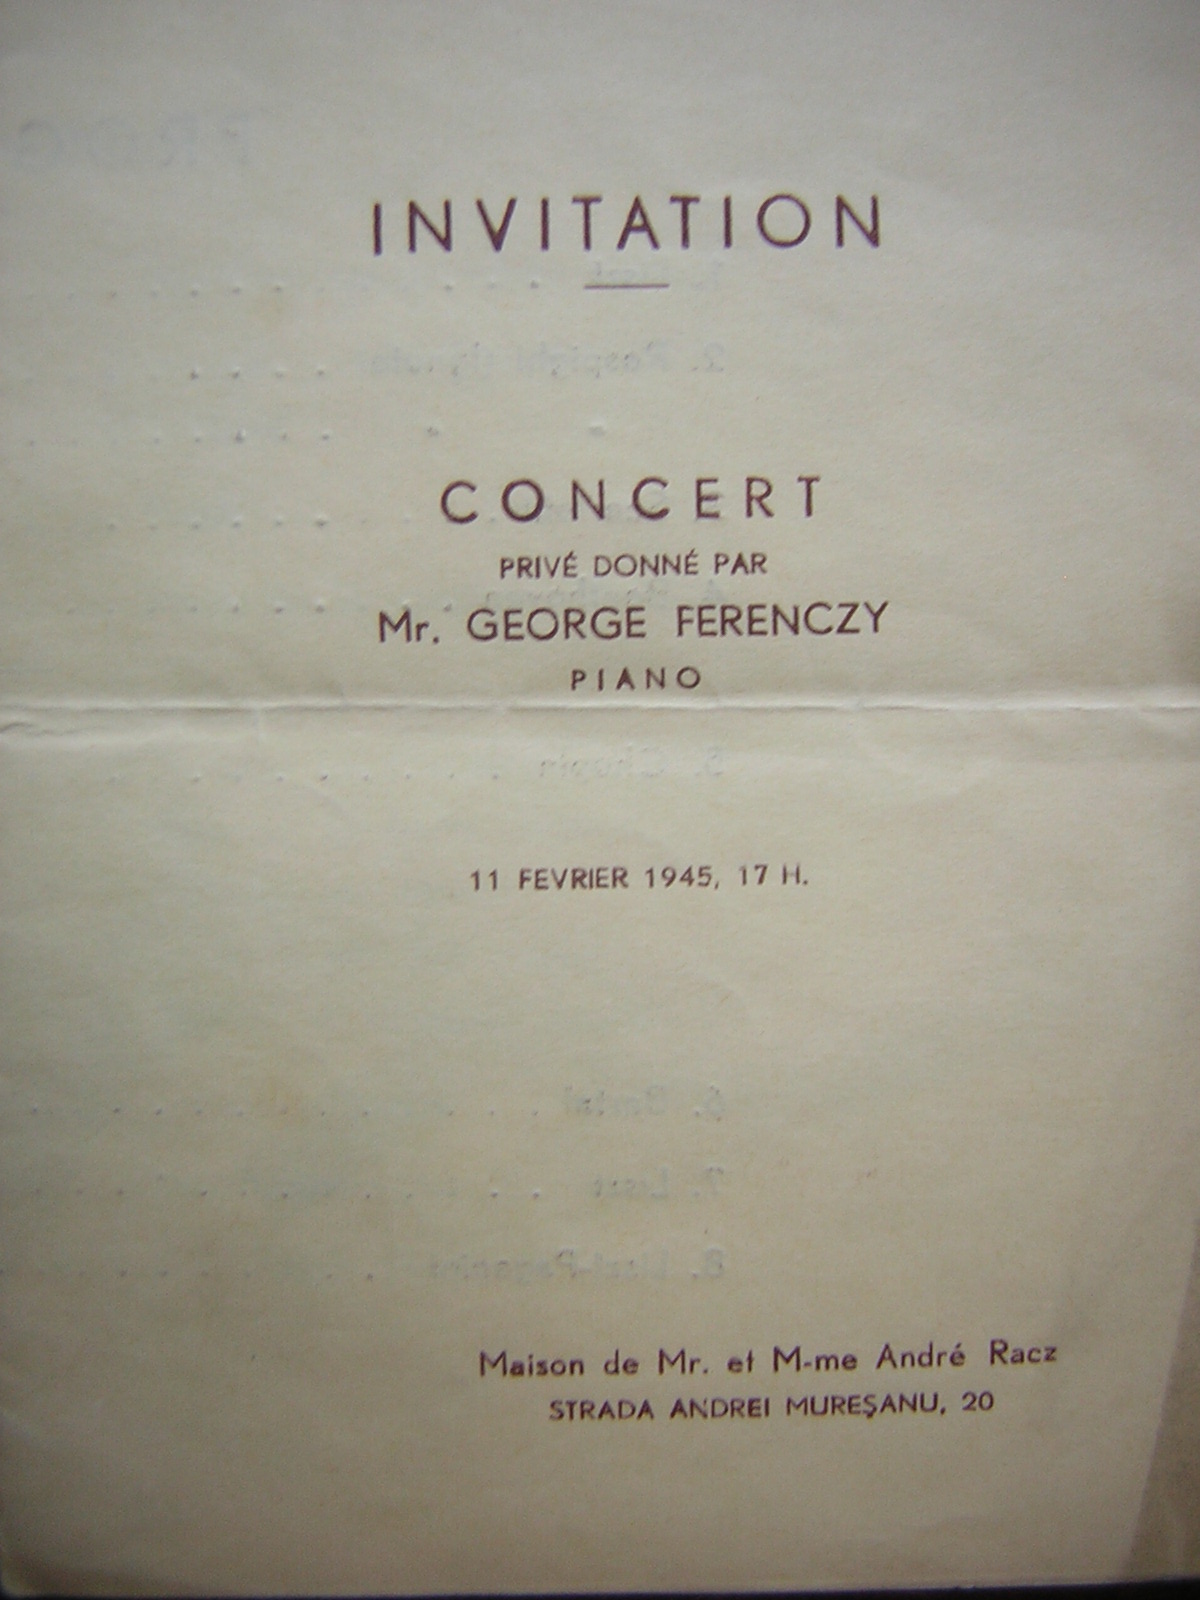 INVITATION
CONCERT
PRIVÉ DONNÉ PAR
Mr. GEORGE FERENCZY
PIANO
11 FEVRIER 1945, 17 H.
Maison de Mr. et M-me André Racz
STRADA ANDREI MUREȘANU, 20